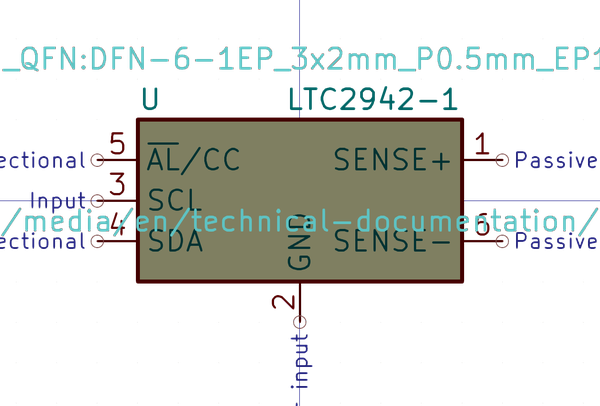 _QFN:DFN-6-1EP_3x2mm_P0.5mm_EP1
U LTC2942-1
ectional 5 AL/CC SENSE+ 1 Passive
Input 3 SCL
/media/en/technical-documentation/
ectional 4 SDA GND SENSE- 6 Passive
2
input